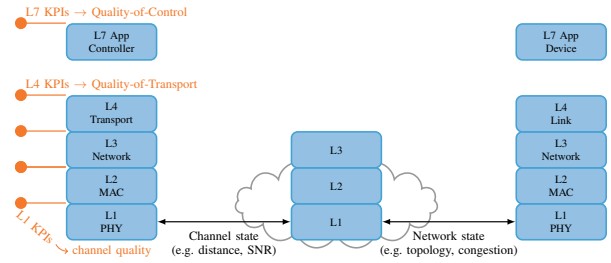 L7 KPIs → Quality-of-Control
L7 App
Controller
L7 App
Device
L4 KPIs → Quality-of-Transport
L4
Transport
L3
Network
L2
MAC
L1
PHY
L1 KPIs → channel quality
L3
L2
L1
L4
Link
L3
Network
L2
MAC
L1
PHY
Channel state
(e.g. distance, SNR)
Network state
(e.g. topology, congestion)